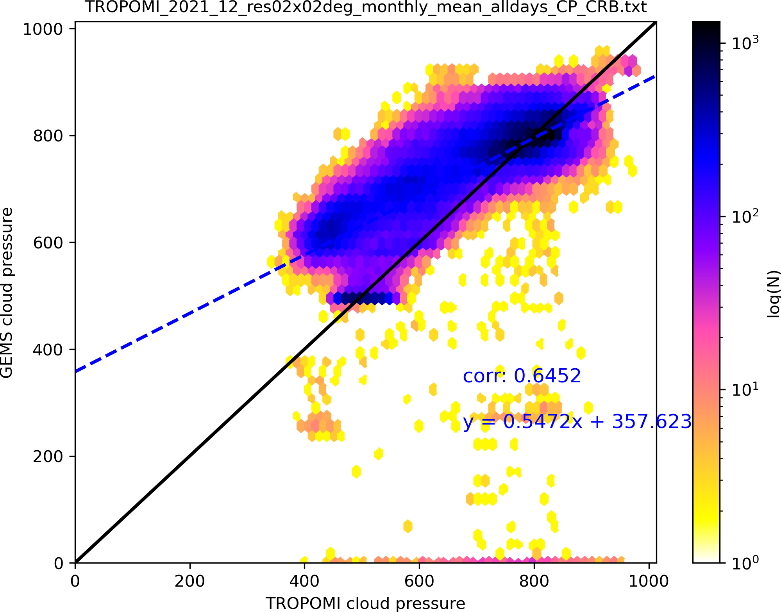 TROPOMI_2021_12_res02x02deg_monthly_mean_alldays_CP_CRB.txt
1000
800
600
400
200
0
GEMS cloud pressure
corr: 0.6452
y = 0.5472x + 357.623
0 200 400 600 800 1000
TROPOMI cloud pressure
10³
10²
10¹
10⁰
log(N)